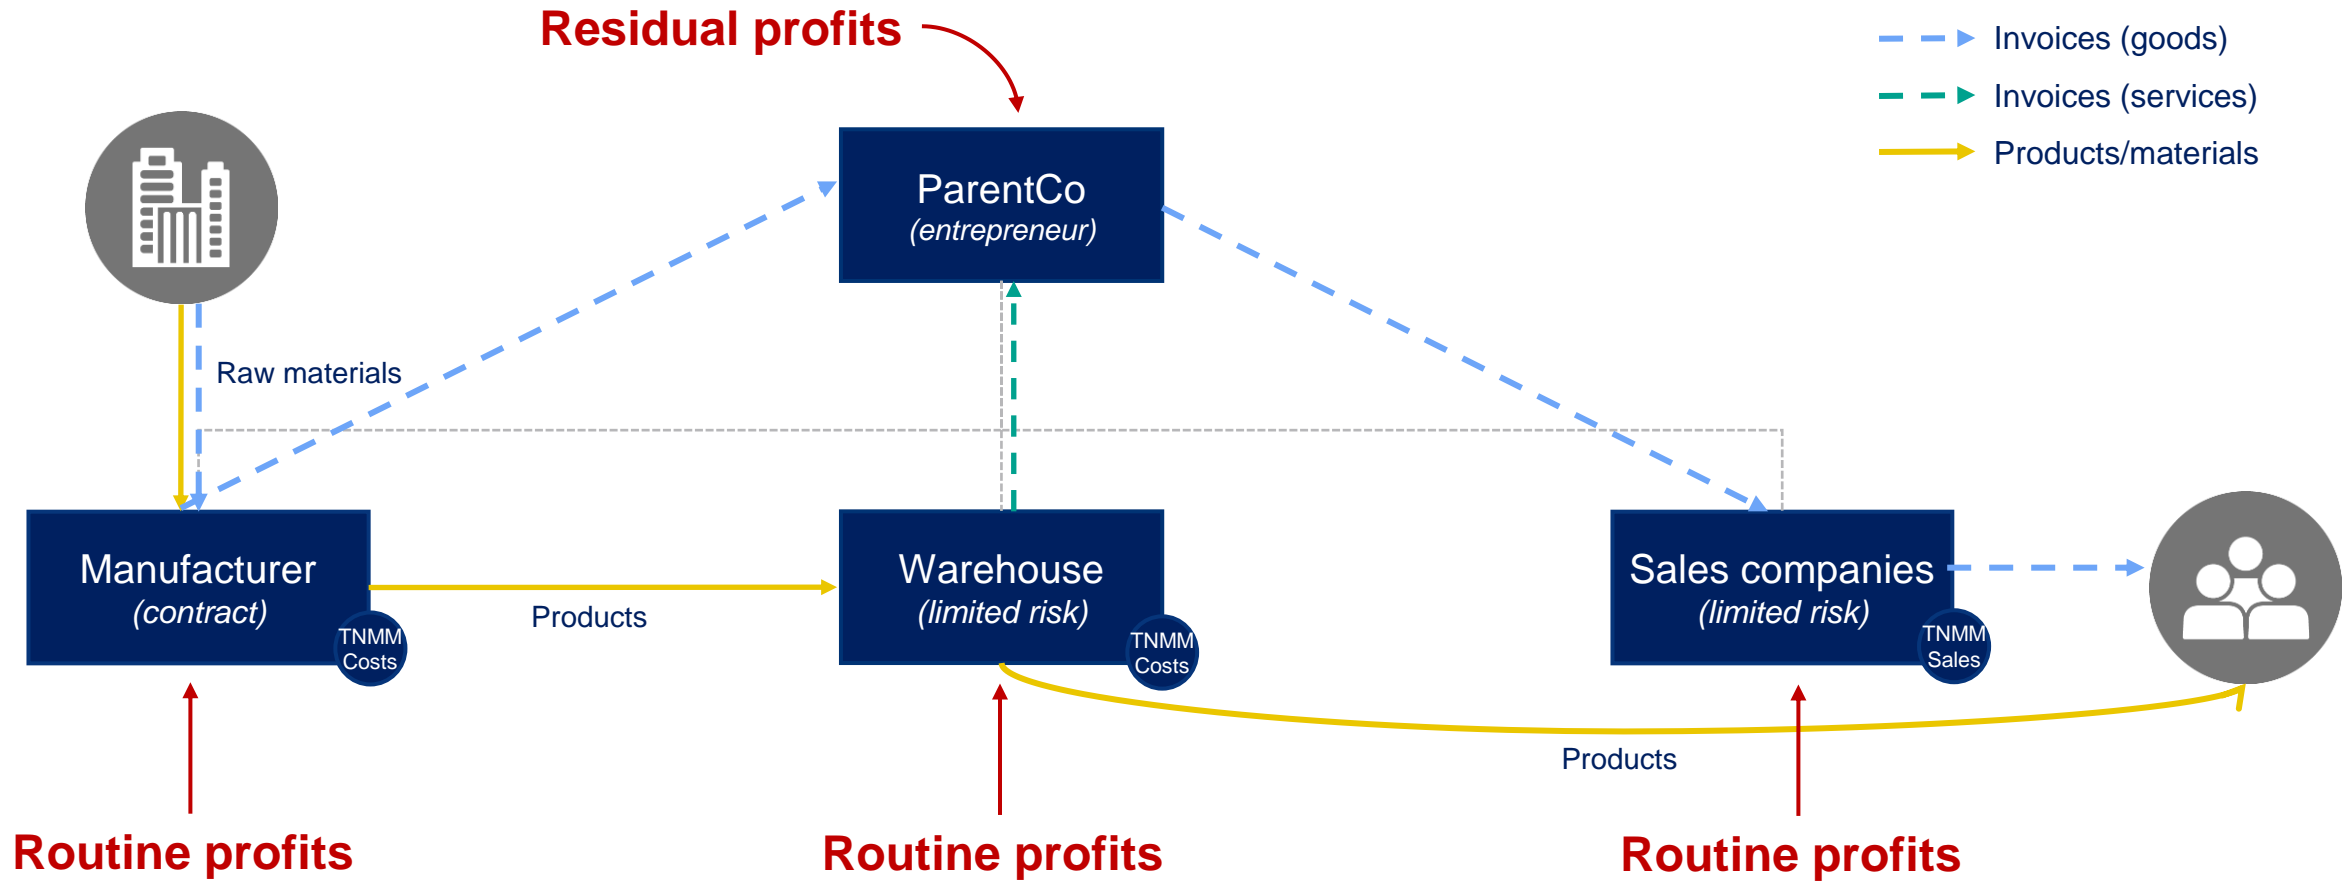 Residual profits
Invoices (goods)
Invoices (services)
Products/materials
ParentCo
(entrepreneur)
Raw materials
Manufacturer
(contract)
TNMM
Costs
Products
Warehouse
(limited risk)
TNMM
Costs
Sales companies
(limited risk)
TNMM
Sales
Products
Routine profits
Routine profits
Routine profits